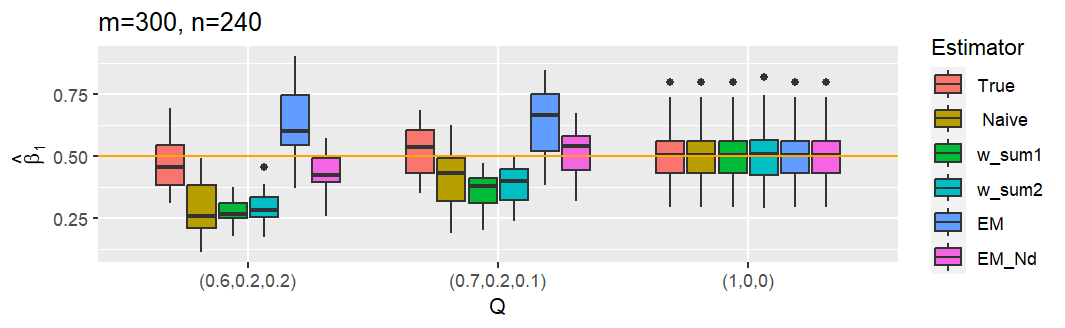 m=300, n=240
Estimator
True
Naive
w_sum1
w_sum2
EM
EM_Nd
0.75
0.50
0.25
β̂1
(0.6,0.2,0.2)
(0.7,0.2,0.1)
(1,0,0)
Q